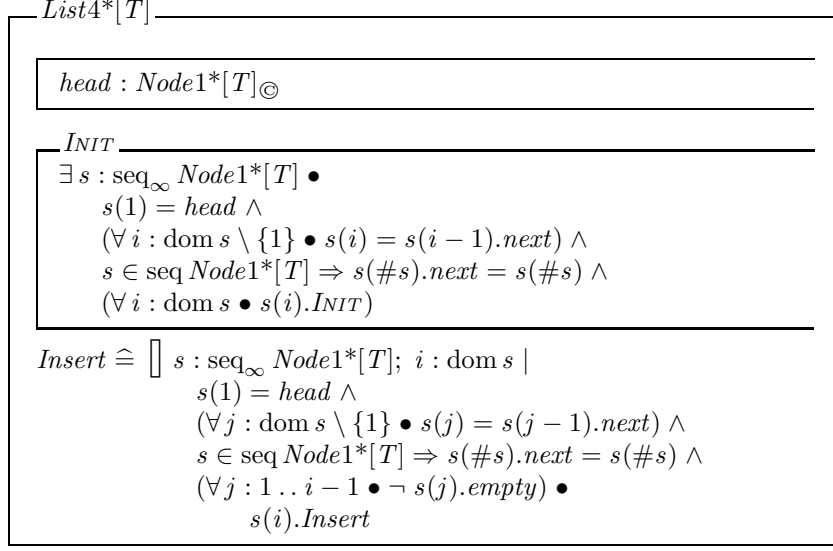 List4*[T]
head : Node1*[T]©
INIT
∃ s : seq∞ Node1*[T] •
s(1) = head ∧
(∀ i : dom s \ {1} • s(i) = s(i − 1).next) ∧
s ∈ seq Node1*[T] ⇒ s(#s).next = s(#s) ∧
(∀ i : dom s • s(i).INIT)
Insert ≙ [] s : seq∞ Node1*[T]; i : dom s |
s(1) = head ∧
(∀ j : dom s \ {1} • s(j) = s(j − 1).next) ∧
s ∈ seq Node1*[T] ⇒ s(#s).next = s(#s) ∧
(∀ j : 1 . . i − 1 • ¬ s(j).empty) •
s(i).Insert